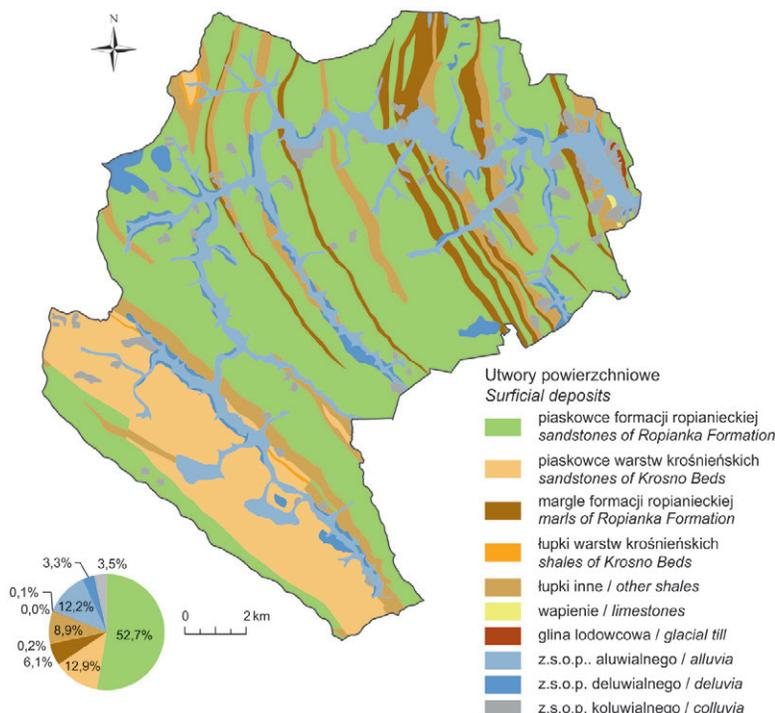 N
Utwory powierzchniowe
Surficial deposits
piaskowce formacji ropianieckiej
sandstones of Ropianka Formation
piaskowce warstw krośnieńskich
sandstones of Krosno Beds
margle formacji ropianieckiej
marls of Ropianka Formation
łupki warstw krośnieńskich
shales of Krosno Beds
łupki inne / other shales
wapienie / limestones
glina lodowcowa / glacial till
z.s.o.p.. aluwialnego / alluvia
z.s.o.p. deluwialnego / deluvia
z.s.o.p. koluwialnego / colluvia
3,3%
3,5%
0,1%
0,0%
12,2%
8,9%
52,7%
0,2%
6,1%
12,9%
0
2 km